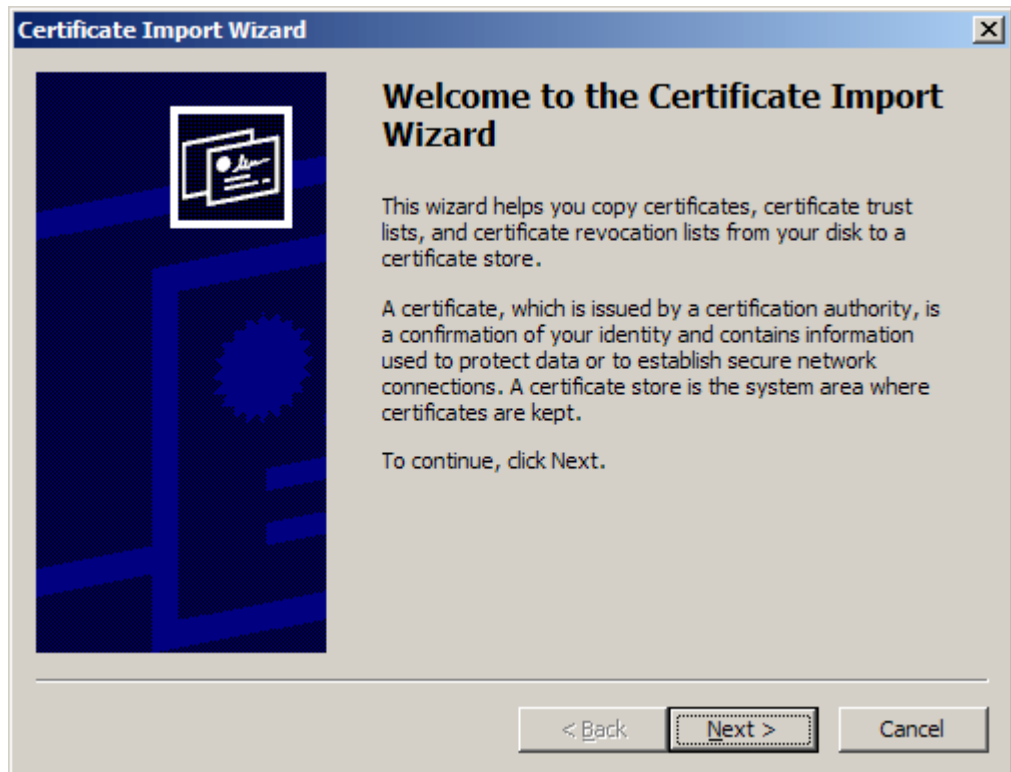 Certificate Import Wizard
Welcome to the Certificate Import
Wizard
This wizard helps you copy certificates, certificate trust
lists, and certificate revocation lists from your disk to a
certificate store.
A certificate, which is issued by a certification authority, is
a confirmation of your identity and contains information
used to protect data or to establish secure network
connections. A certificate store is the system area where
certificates are kept.
To continue, click Next.
< Back
Next >
Cancel